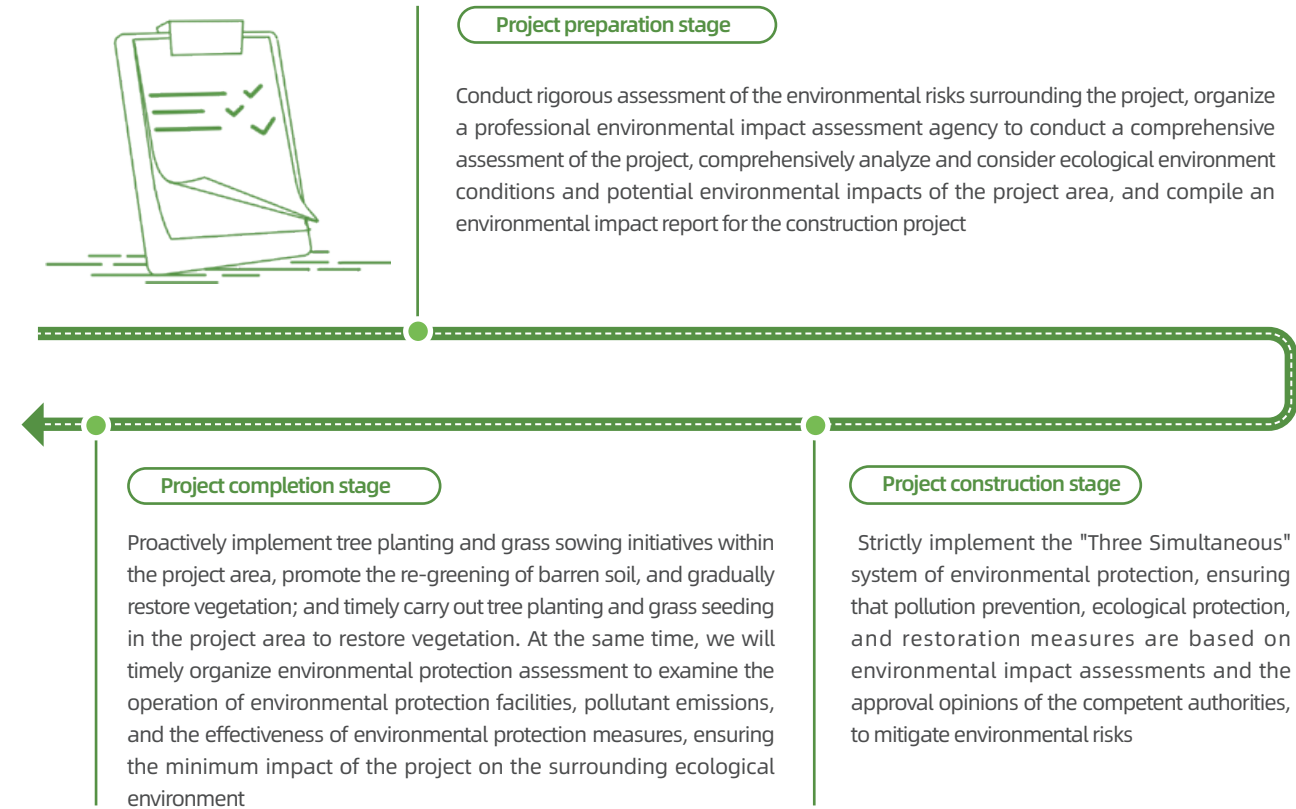 Project preparation stage
Conduct rigorous assessment of the environmental risks surrounding the project, organize
a professional environmental impact assessment agency to conduct a comprehensive
assessment of the project, comprehensively analyze and consider ecological environment
conditions and potential environmental impacts of the project area, and compile an
environmental impact report for the construction project
Project construction stage
Strictly implement the "Three Simultaneous"
system of environmental protection, ensuring
that pollution prevention, ecological protection,
and restoration measures are based on
environmental impact assessments and the
approval opinions of the competent authorities,
to mitigate environmental risks
Project completion stage
Proactively implement tree planting and grass sowing initiatives within
the project area, promote the re-greening of barren soil, and gradually
restore vegetation; and timely carry out tree planting and grass seeding
in the project area to restore vegetation. At the same time, we will
timely organize environmental protection assessment to examine the
operation of environmental protection facilities, pollutant emissions,
and the effectiveness of environmental protection measures, ensuring
the minimum impact of the project on the surrounding ecological
environment